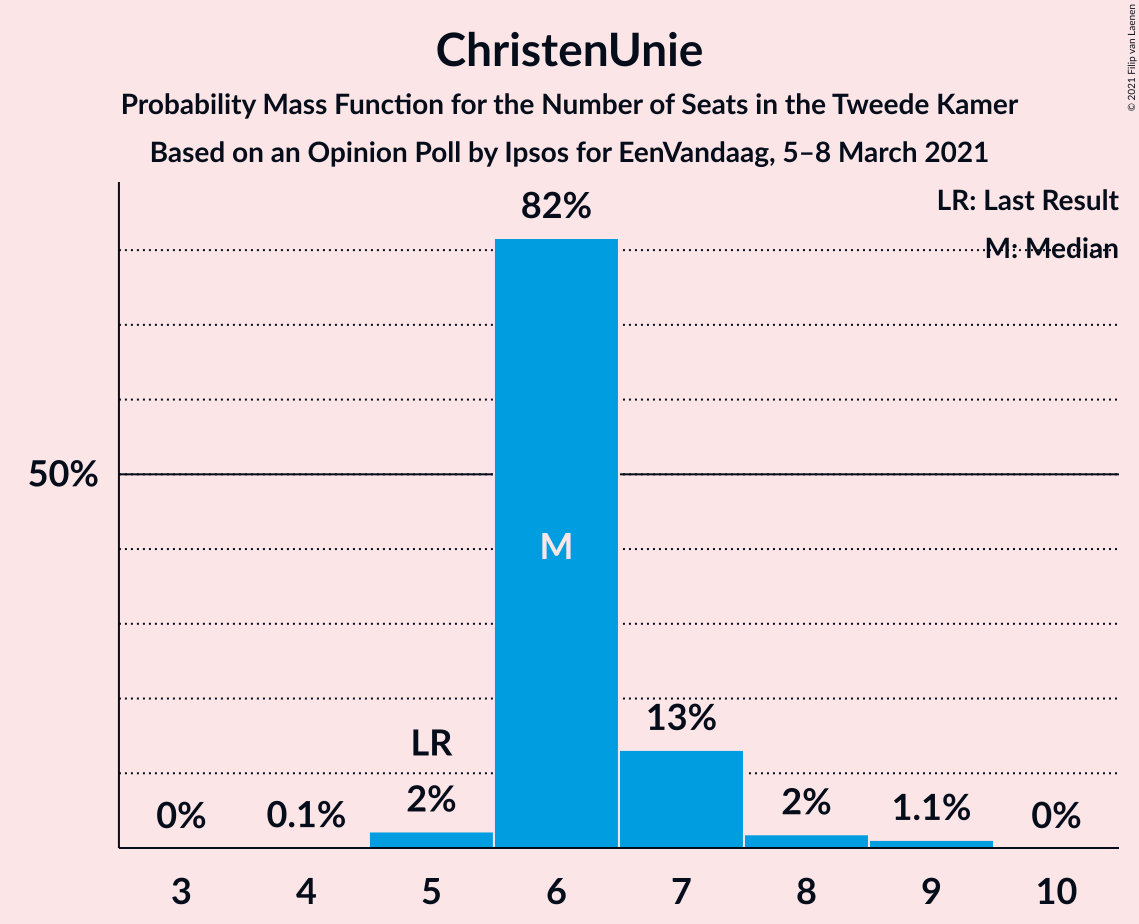 ChristenUnie
Probability Mass Function for the Number of Seats in the Tweede Kamer
Based on an Opinion Poll by Ipsos for EenVandaag, 5–8 March 2021
© 2021 Filip van Laenen
LR: Last Result
M: Median
82%
50%
M
13%
LR
0%
0.1%
2%
2%
1.1%
0%
3
4
5
6
7
8
9
10